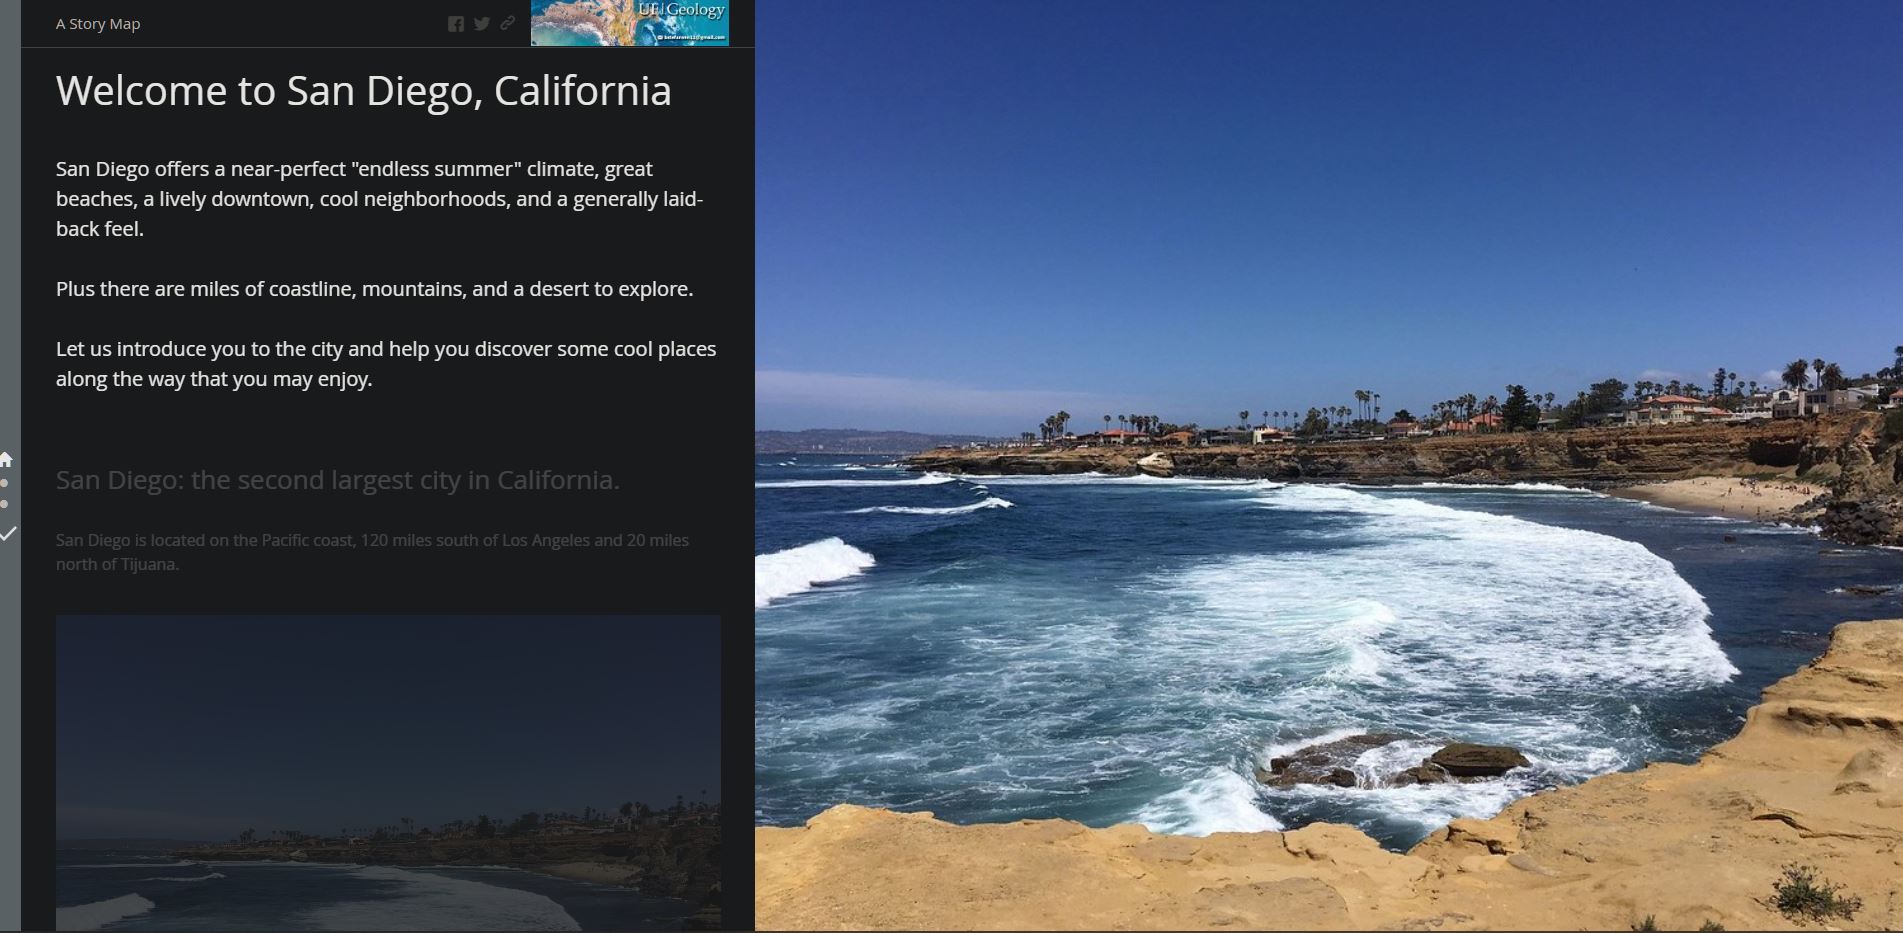 A Story Map
UF|Geology
Welcome to San Diego, California
San Diego offers a near-perfect "endless summer" climate, great
beaches, a lively downtown, cool neighborhoods, and a generally laid-
back feel.
Plus there are miles of coastline, mountains, and a desert to explore.
Let us introduce you to the city and help you discover some cool places
along the way that you may enjoy.
San Diego: the second largest city in California.
San Diego is located on the Pacific coast, 120 miles south of Los Angeles and 20 miles
north of Tijuana.